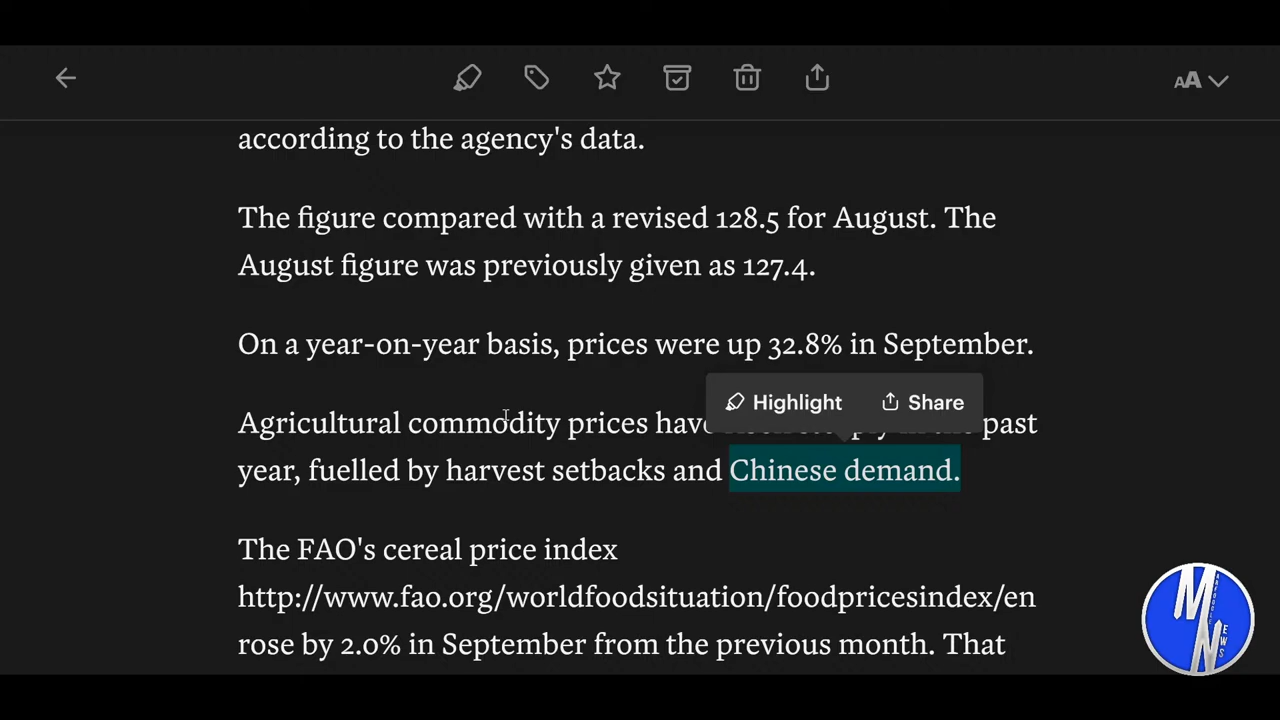 according to the agency's data.
The figure compared with a revised 128.5 for August. The
August figure was previously given as 127.4.
On a year-on-year basis, prices were up 32.8% in September.
Highlight Share
Agricultural commodity prices have past
year, fuelled by harvest setbacks and Chinese demand.
The FAO's cereal price index
http://www.fao.org/worldfoodsituation/foodpricesindex/en
rose by 2.0% in September from the previous month. That
AA
M
N
EWS